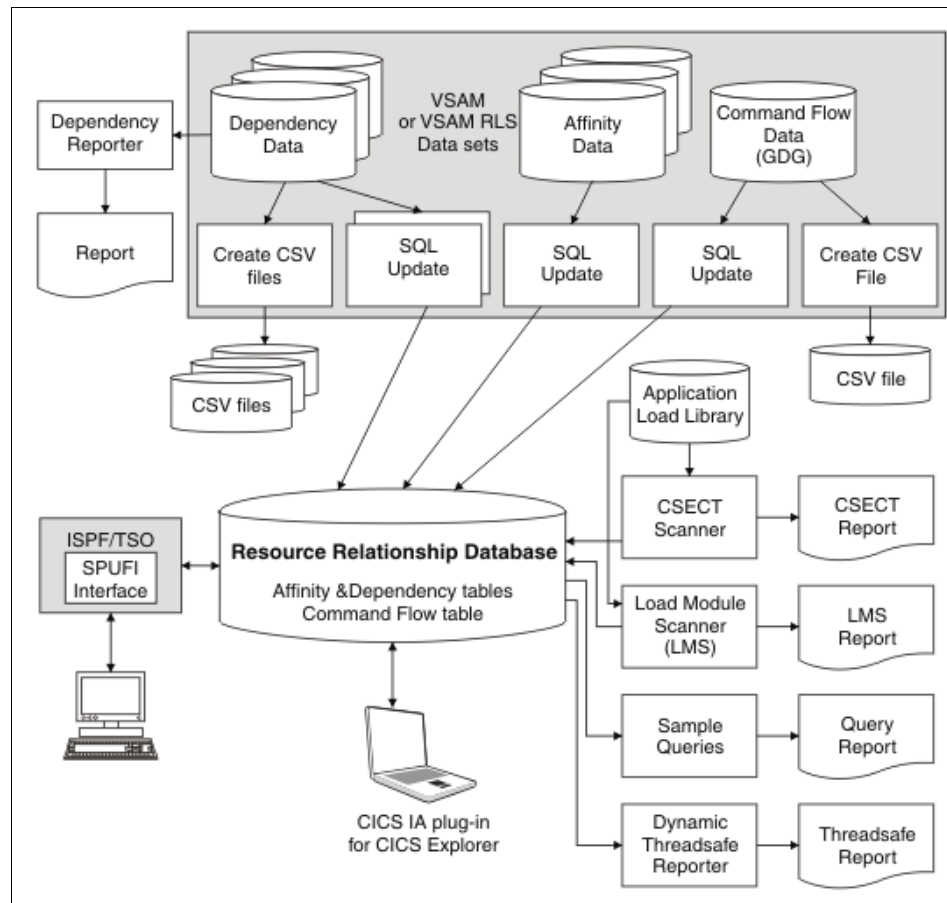 Dependency
Data
VSAM
or VSAM RLS
Data sets
Affinity
Data
Command Flow
Data
(GDG)
Dependency
Reporter
Report
Create CSV
files
SQL
Update
SQL
Update
SQL
Update
Create CSV
File
CSV files
CSV file
Application
Load Library
CSECT
Scanner
CSECT
Report
ISPF/TSO
SPUFI
Interface
Resource Relationship Database
Affinity &Dependency tables
Command Flow table
Load Module
Scanner
(LMS)
LMS
Report
Sample
Queries
Query
Report
CICS IA plug-in
for CICS Explorer
Dynamic
Threadsafe
Reporter
Threadsafe
Report